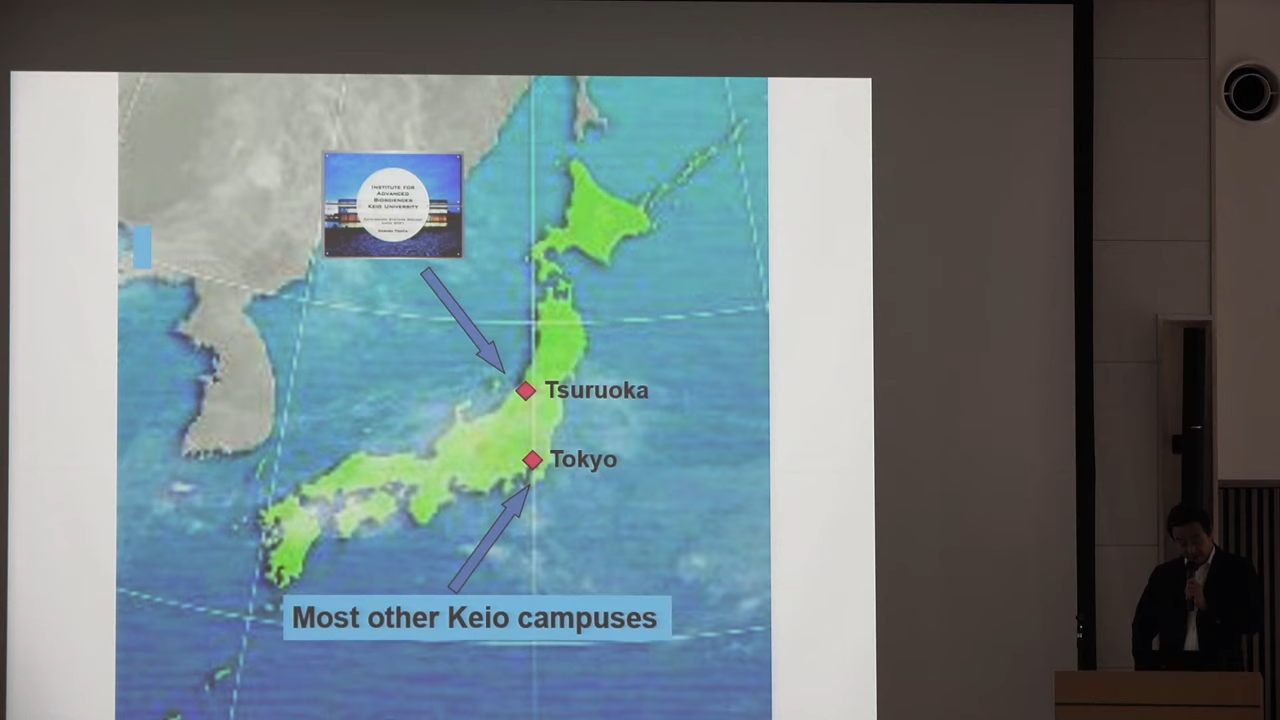 INSTITUTE FOR
ADVANCED
BIOSCIENCES
KEIO UNIVERSITY
Tsuruoka
Tokyo
Most other Keio campuses